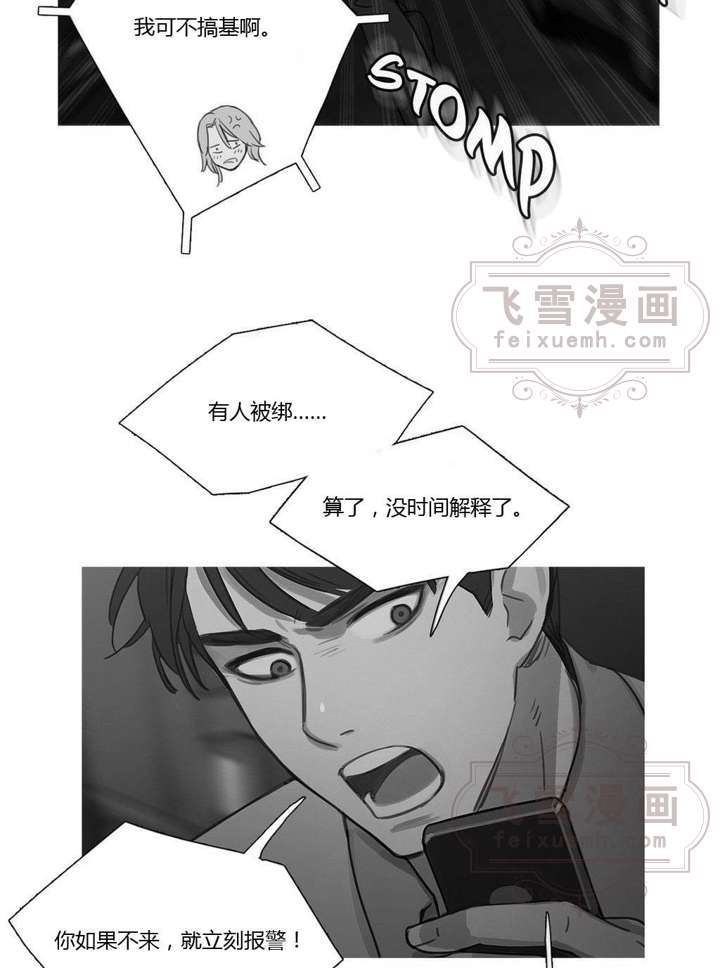 我可不搞基啊。
STOMP
飞雪漫画
feixuemh.com
有人被绑......
算了，没时间解释了。
飞雪漫画
feixuemh.com
你如果不来，就立刻报警！